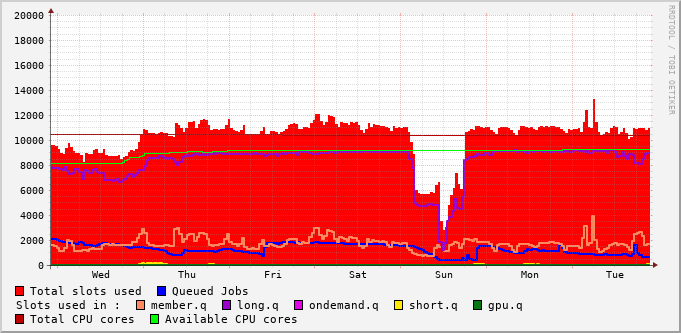 20000
18000
16000
14000
12000
10000
8000
6000
4000
2000
0
Wed Thu Fri Sat Sun Mon Tue
RRDTOOL / TOBI OETIKER
Total slots used Queued Jobs
Slots used in : member.q long.q ondemand.q short.q gpu.q
Total CPU cores Available CPU cores